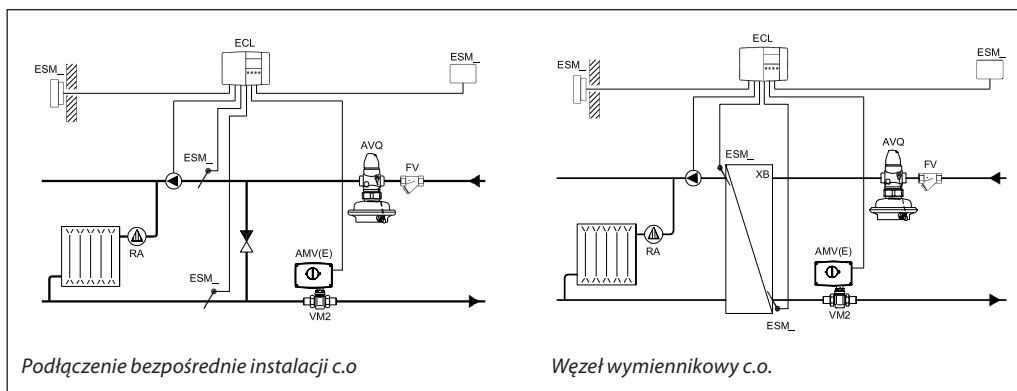 ECL
ESM_
ESM_
ESM_
AVQ
FV
RA
ESM_
AMV(E)
VM2
Podłączenie bezpośrednie instalacji c.o
ECL
ESM_
ESM_
ESM_
XB
AVQ
FV
RA
AMV(E)
VM2
ESM_
Węzeł wymiennikowy c.o.